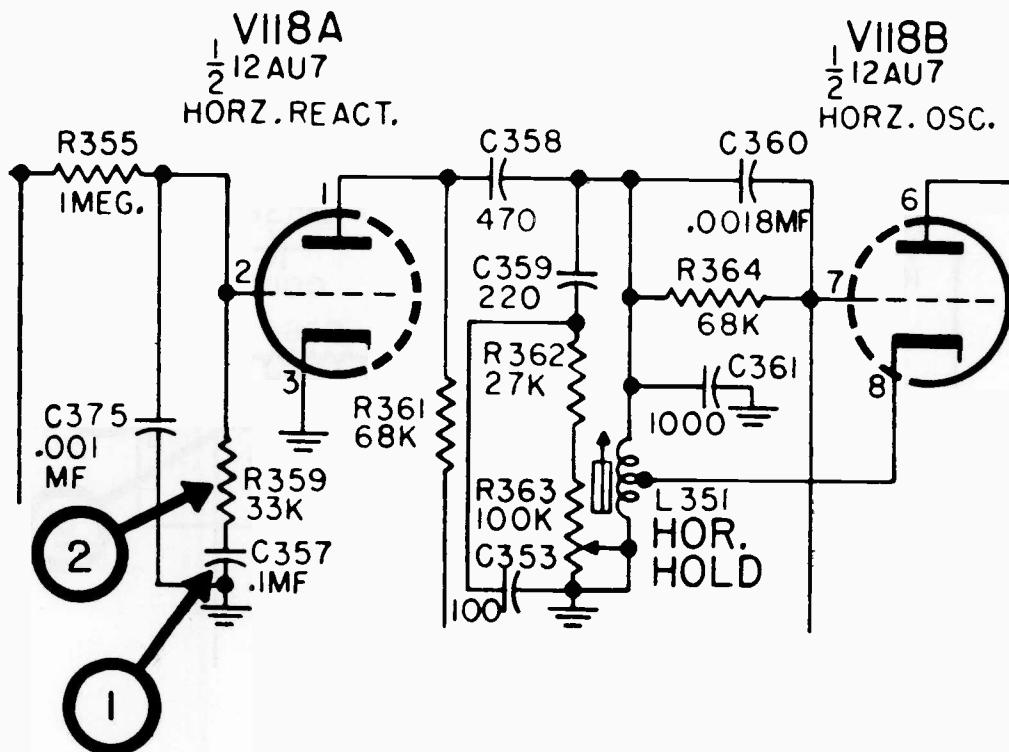 V118A
1/2 12AU7
HORZ. REACT.
V118B
1/2 12AU7
HORZ. OSC.
R355
1MEG.
1
2
3
C358
470
C360
.0018MF
6
7
8
C359
220
R364
68K
R362
27K
C361
1000
R361
68K
C375
.001
MF
R359
33K
R363
100K
L351
HOR.
HOLD
C357
.1MF
C353
100
2
1